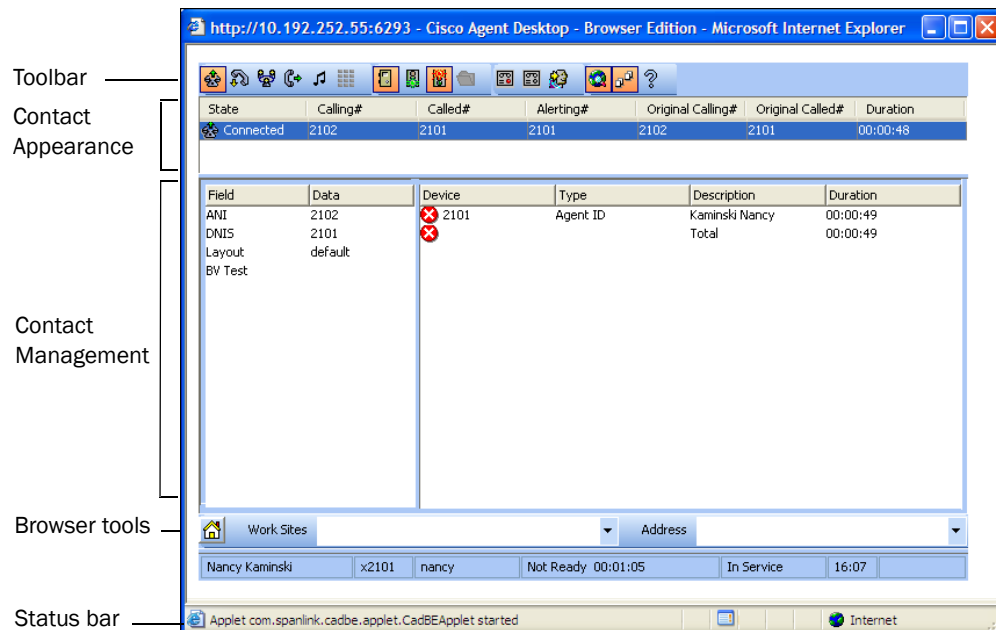 http://10.192.252.55:6293 - Cisco Agent Desktop - Browser Edition - Microsoft Internet Explorer
Toolbar
Contact Appearance
State Calling# Called# Alerting# Original Calling# Original Called# Duration
Connected 2102 2101 2101 2102 2101 00:00:48
Contact Management
Field Data
ANI 2102
DNIS 2101
Layout default
BV Test
Device Type Description Duration
2101 Agent ID Kaminski Nancy 00:00:49
Total 00:00:49
Browser tools
Work Sites Address
Nancy Kaminski x2101 nancy Not Ready 00:01:05 In Service 16:07
Status bar
Applet com.spanlink.cadbe.applet.CadBEApplet started Internet